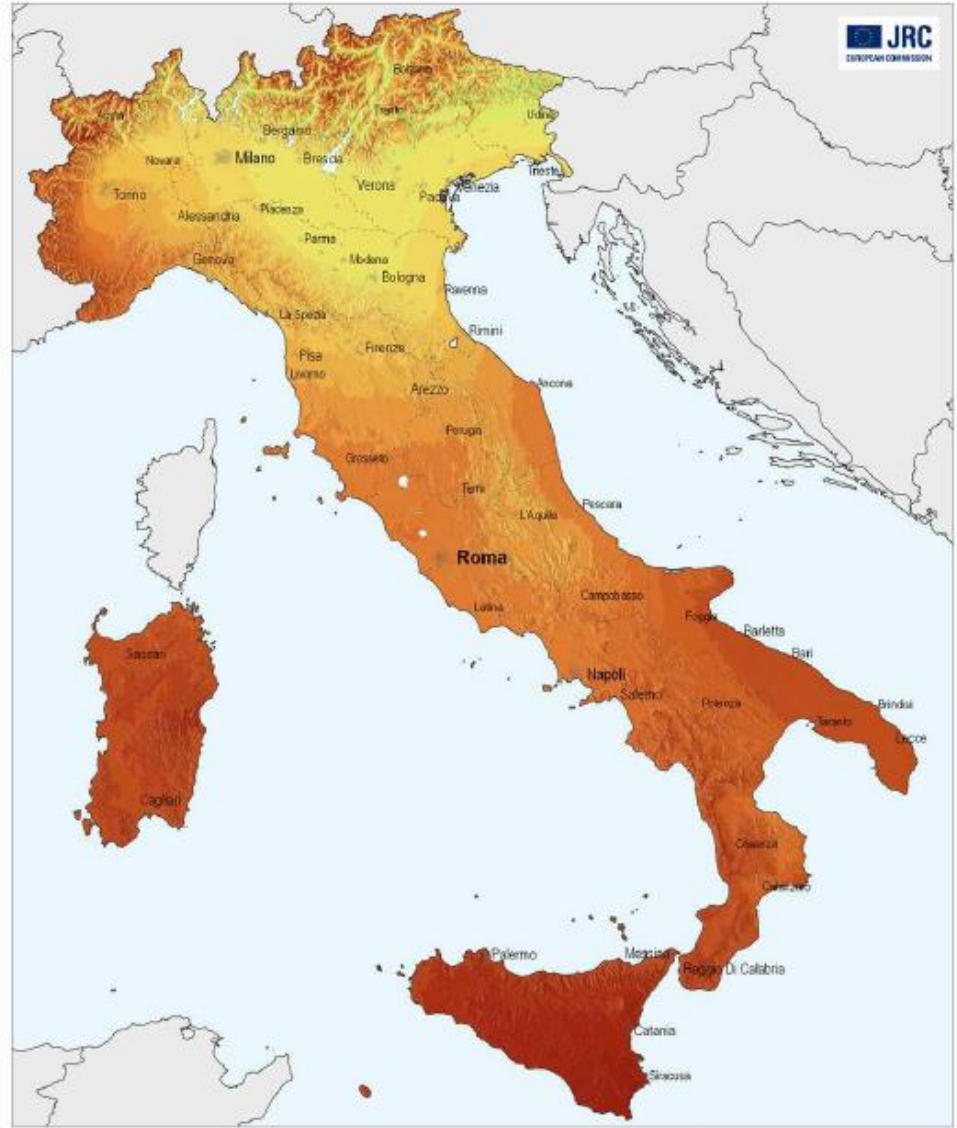 JRC
EUROPEAN COMMISSION
Bolzano
Aosta
Trento
Udine
Bergamo
Novara
Milano
Brescia
Trieste
Verona
Padova
Venezia
Torino
Alessandria
Piacenza
Parma
Genova
Modena
Bologna
Ravenna
La Spezia
Rimini
Firenze
Pisa
Livorno
Arezzo
Ancona
Perugia
Grosseto
Terni
L'Aquila
Pescara
Roma
Latina
Campobasso
Foggia
Barletta
Bari
Sassari
Napoli
Salerno
Potenza
Brindisi
Taranto
Lecce
Cagliari
Cosenza
Catanzaro
Palermo
Messina
Reggio Di Calabria
Catania
Siracusa